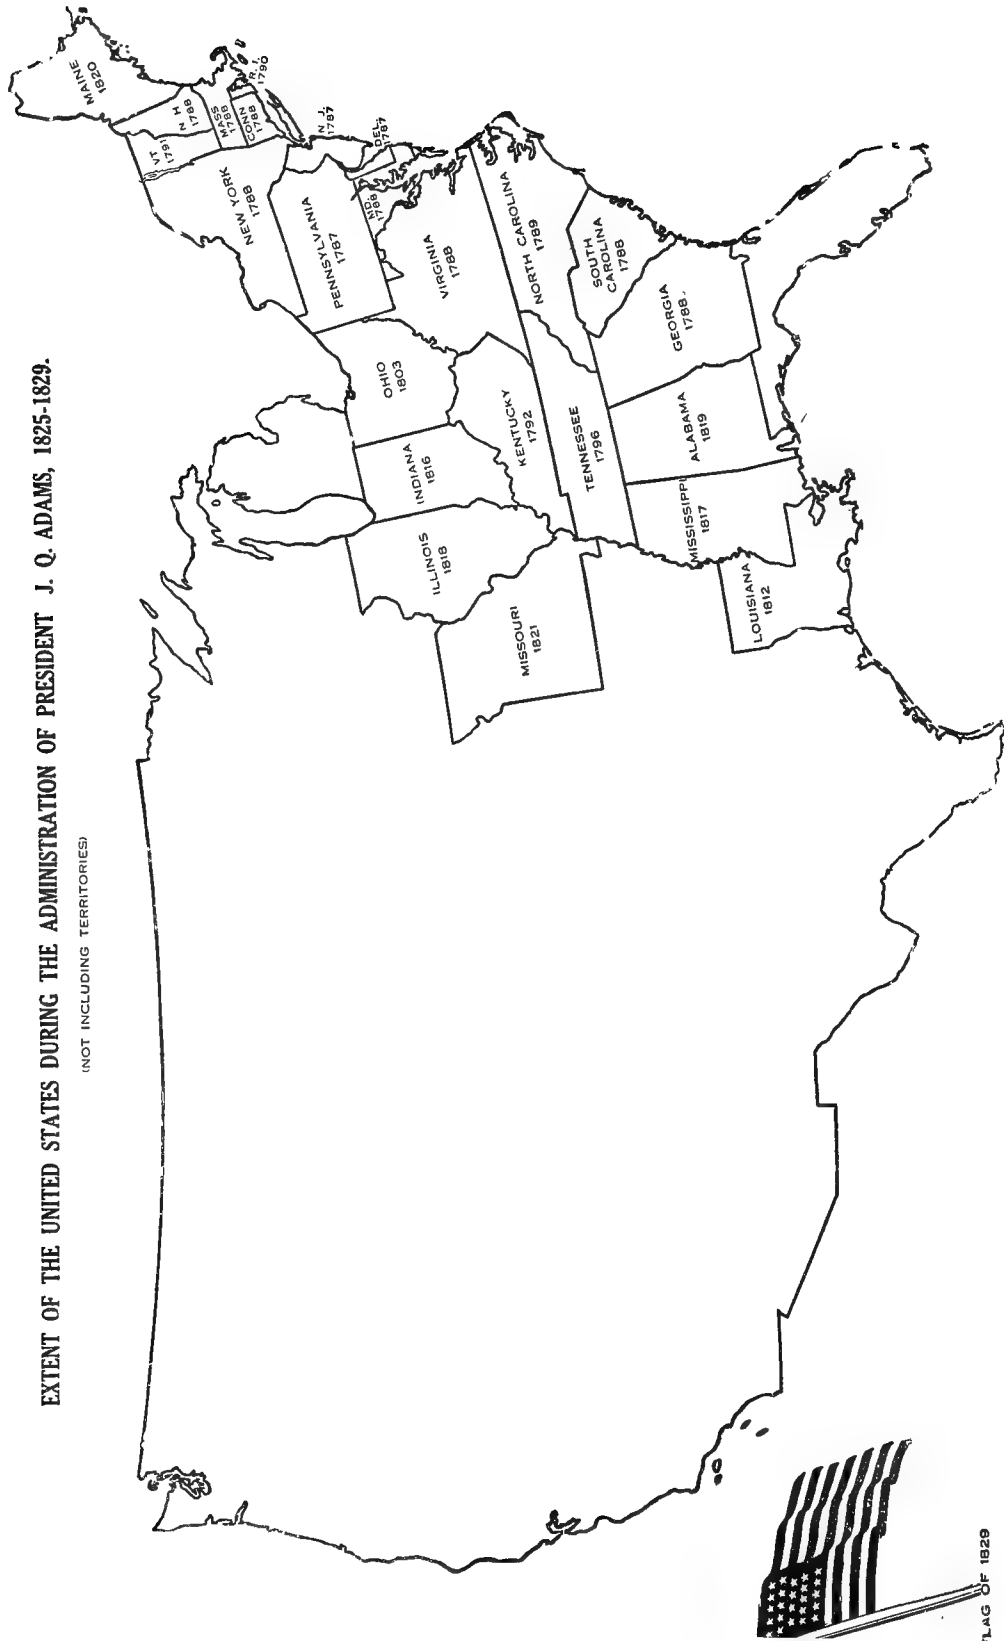 EXTENT OF THE UNITED STATES DURING THE ADMINISTRATION OF PRESIDENT J. Q. ADAMS, 1825-1829.
(NOT INCLUDING TERRITORIES)
MAINE
1820
VT.
1791
N H
1788
MASS
1788
CONN
1788
R. I.
1790
NEW YORK
1788
N J.
1787
PENNSYLVANIA
1787
DEL.
1787
MD.
1788
VIRGINIA
1788
OHIO
1803
INDIANA
1816
ILLINOIS
1818
KENTUCKY
1792
NORTH CAROLINA
1789
TENNESSEE
1796
SOUTH
CAROLINA
1788
GEORGIA
1788
ALABAMA
1819
MISSISSIPPI
1817
LOUISIANA
1812
MISSOURI
1821
FLAG OF 1829